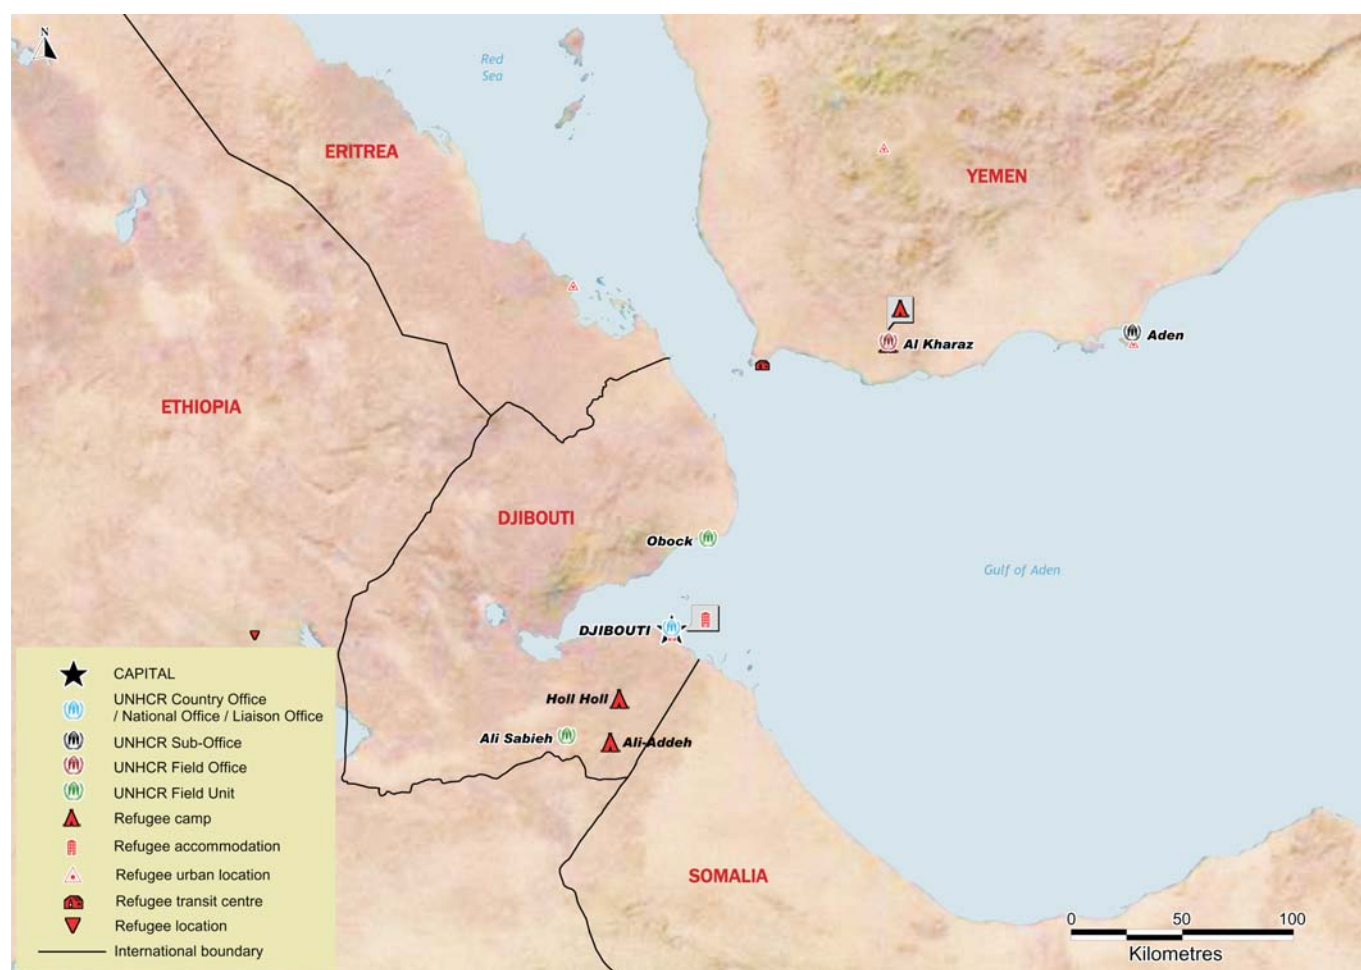 N
Red
Sea
ERITREA
YEMEN
Al Kharaz
Aden
ETHIOPIA
DJIBOUTI
Obock
Gulf of Aden
DJIBOUTI
Holl Holl
Ali Sabieh
Ali-Addeh
SOMALIA
CAPITAL
UNHCR Country Office
/ National Office / Liaison Office
UNHCR Sub-Office
UNHCR Field Office
UNHCR Field Unit
Refugee camp
Refugee accommodation
Refugee urban location
Refugee transit centre
Refugee location
International boundary
0 50 100
Kilometres